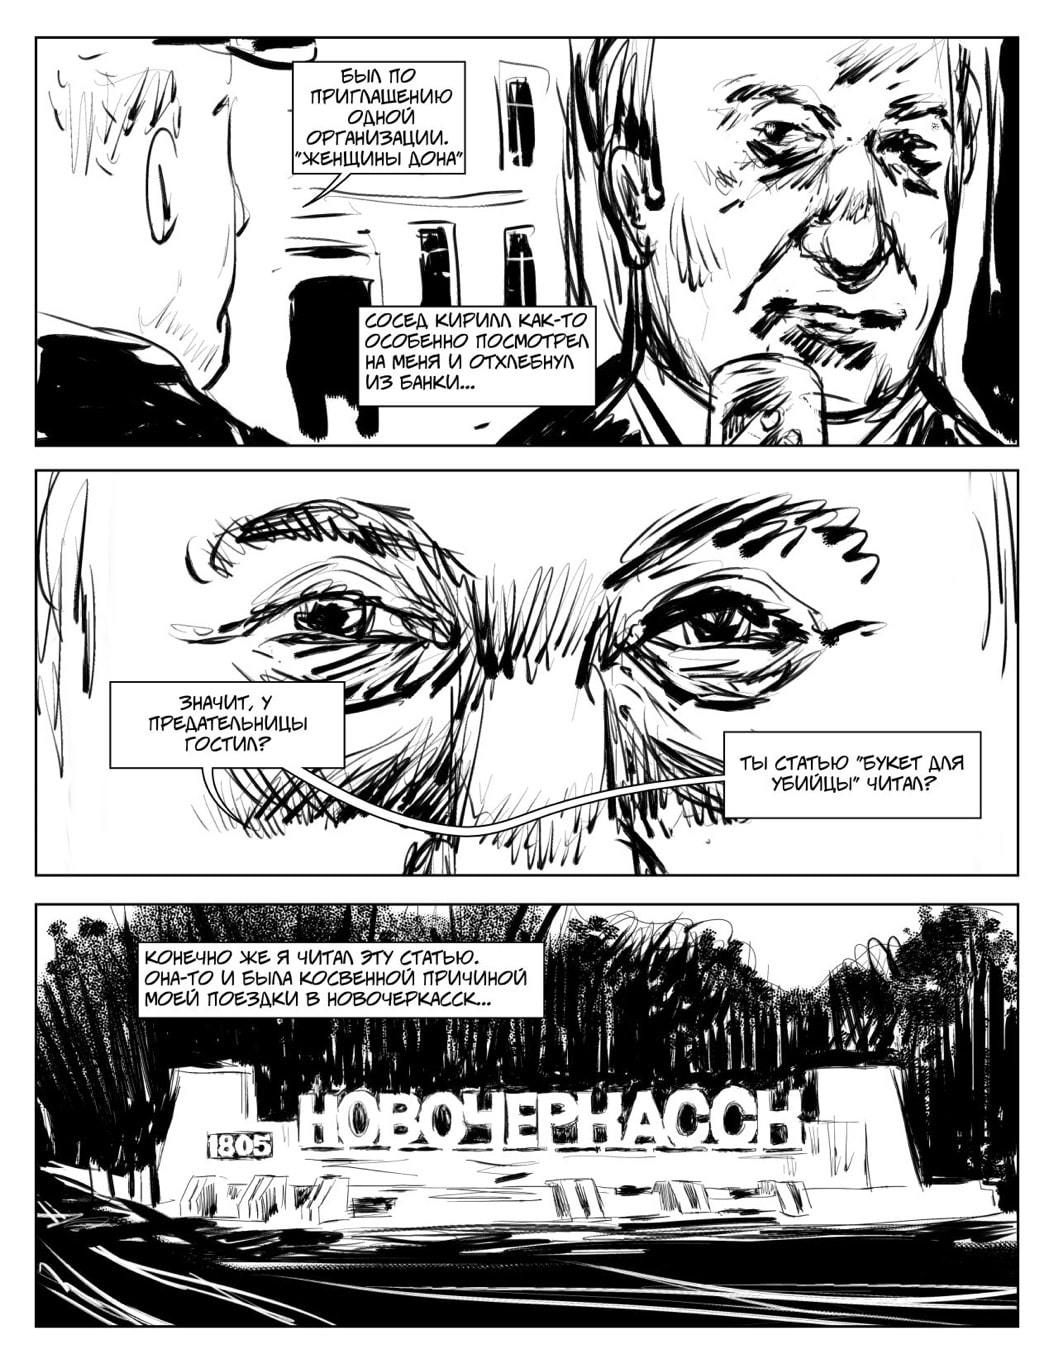 БЫЛ ПО
ПРИГЛАШЕНИЮ
ОДНОЙ
ОРГАНИЗАЦИИ.
"ЖЕНЩИНЫ ДОНА"
СОСЕД КИРИЛЛ КАК-ТО
ОСОБЕННО ПОСМОТРЕЛ
НА МЕНЯ И ОТХЛЕБНУЛ
ИЗ БАНКИ...
ЗНАЧИТ, У
ПРЕДАТЕЛЬНИЦЫ
ГОСТИЛ?
ТЫ СТАТЬЮ "БУКЕТ ДЛЯ
УБИЙЦЫ" ЧИТАЛ?
КОНЕЧНО ЖЕ Я ЧИТАЛ ЭТУ СТАТЬЮ.
ОНА-ТО И БЫЛА КОСВЕННОЙ ПРИЧИНОЙ
МОЕЙ ПОЕЗДКИ В НОВОЧЕРКАССК...
НОВОЧЕРКАССК
1805